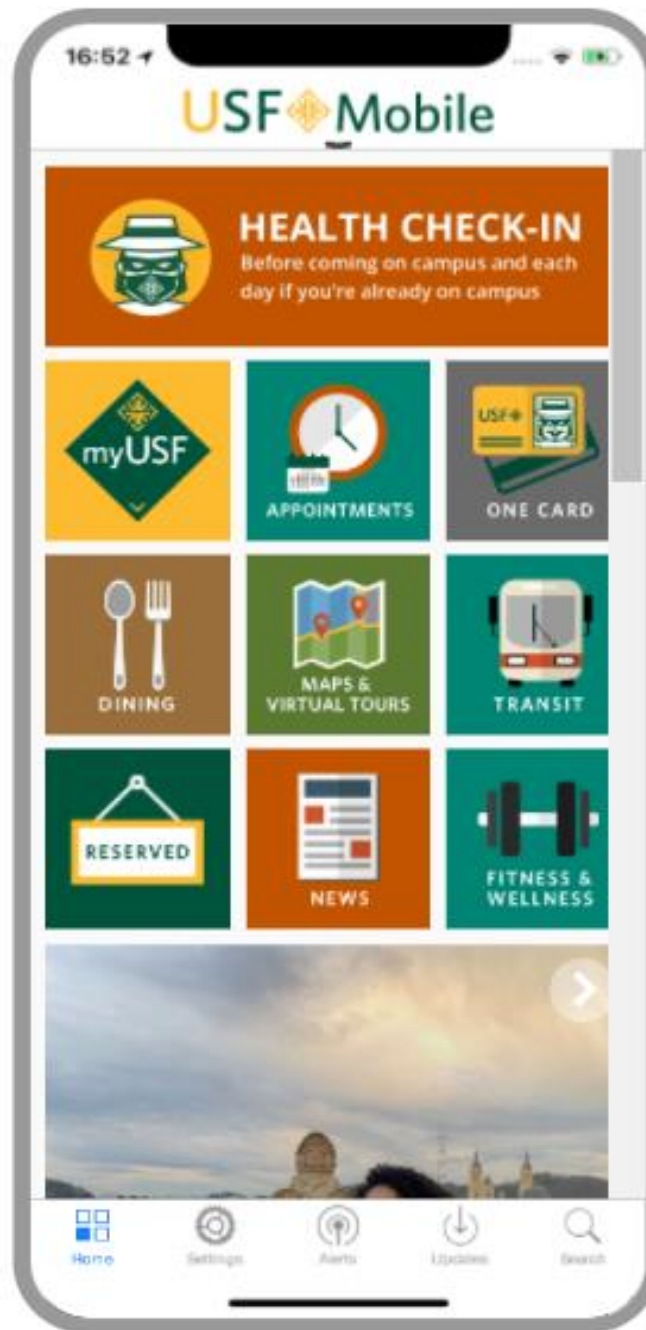 16:52
USF Mobile
HEALTH CHECK-IN
Before coming on campus and each
day if you're already on campus
myUSF
APPOINTMENTS
USF
ONE CARD
DINING
MAPS &
VIRTUAL TOURS
TRANSIT
RESERVED
NEWS
FITNESS &
WELLNESS
Home
Settings
Alerts
Updates
Search